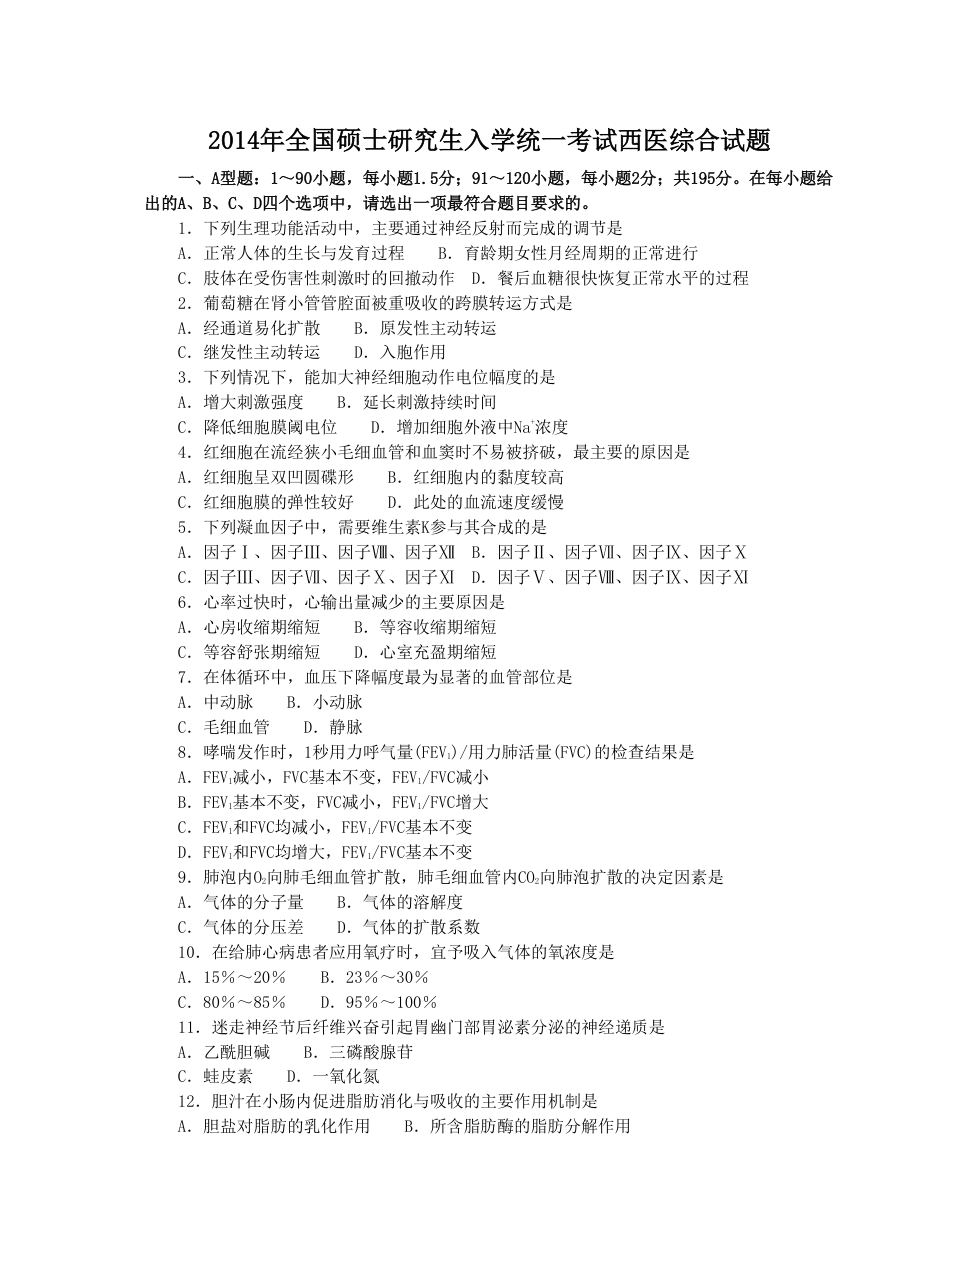 2014年全国硕士研究生入学统一考试西医综合试题
一、A型题：1～90小题，每小题1.5分；91～120小题，每小题2分；共195分。在每小题给
出的A、B、C、D四个选项中，请选出一项最符合题目要求的。
1．下列生理功能活动中，主要通过神经反射而完成的调节是
A．正常人体的生长与发育过程　　B．育龄期女性月经周期的正常进行
C．肢体在受伤害性刺激时的回撤动作　D．餐后血糖很快恢复正常水平的过程
2．葡萄糖在肾小管管腔面被重吸收的跨膜转运方式是
A．经通道易化扩散　　B．原发性主动转运
C．继发性主动转运　　D．入胞作用
3．下列情况下，能加大神经细胞动作电位幅度的是
A．增大刺激强度　　B．延长刺激持续时间
C．降低细胞膜阈电位　　D．增加细胞外液中Na⁺浓度
4．红细胞在流经狭小毛细血管和血窦时不易被挤破，最主要的原因是
A．红细胞呈双凹圆碟形　　B．红细胞内的黏度较高
C．红细胞膜的弹性较好　　D．此处的血流速度缓慢
5．下列凝血因子中，需要维生素K参与其合成的是
A．因子Ⅰ、因子Ⅲ、因子Ⅷ、因子Ⅻ　B．因子Ⅱ、因子Ⅶ、因子Ⅸ、因子Ⅹ
C．因子Ⅲ、因子Ⅶ、因子Ⅹ、因子Ⅺ　D．因子Ⅴ、因子Ⅷ、因子Ⅸ、因子Ⅺ
6．心率过快时，心输出量减少的主要原因是
A．心房收缩期缩短　　B．等容收缩期缩短
C．等容舒张期缩短　　D．心室充盈期缩短
7．在体循环中，血压下降幅度最为显著的血管部位是
A．中动脉　　B．小动脉
C．毛细血管　　D．静脉
8．哮喘发作时，1秒用力呼气量(FEV₁)/用力肺活量(FVC)的检查结果是
A．FEV₁减小，FVC基本不变，FEV₁/FVC减小
B．FEV₁基本不变，FVC减小，FEV₁/FVC增大
C．FEV₁和FVC均减小，FEV₁/FVC基本不变
D．FEV₁和FVC均增大，FEV₁/FVC基本不变
9．肺泡内O₂向肺毛细血管扩散，肺毛细血管内CO₂向肺泡扩散的决定因素是
A．气体的分子量　　B．气体的溶解度
C．气体的分压差　　D．气体的扩散系数
10．在给肺心病患者应用氧疗时，宜予吸入气体的氧浓度是
A．15％～20％　　B．23％～30％
C．80％～85％　　D．95％～100％
11．迷走神经节后纤维兴奋引起胃幽门部胃泌素分泌的神经递质是
A．乙酰胆碱　　B．三磷酸腺苷
C．蛙皮素　　D．一氧化氮
12．胆汁在小肠内促进脂肪消化与吸收的主要作用机制是
A．胆盐对脂肪的乳化作用　　B．所含脂肪酶的脂肪分解作用